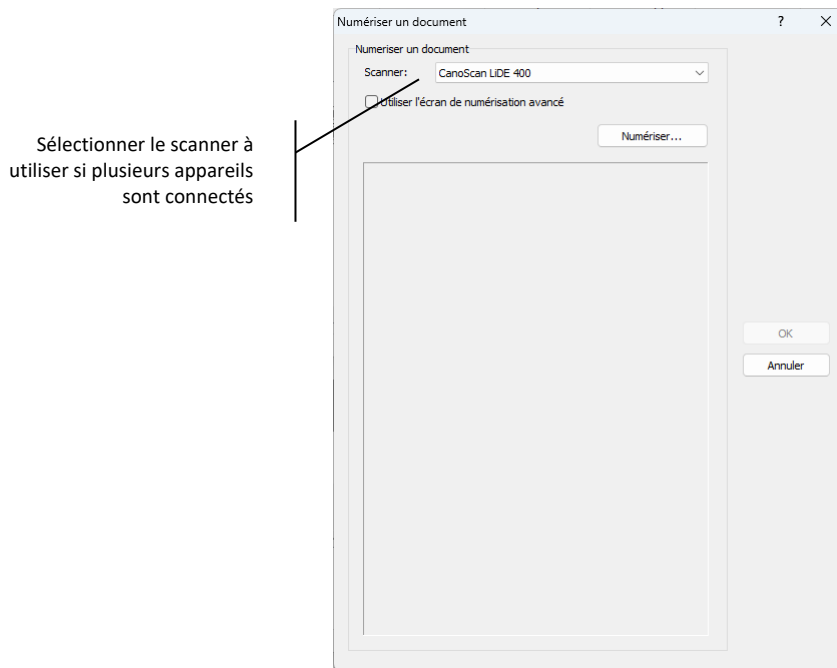 Numériser un document ?
Numeriser un document
Scanner: CanoScan LiDE 400
Utiliser l'écran de numérisation avancé
Numériser...
Sélectionner le scanner à
utiliser si plusieurs appareils
sont connectés
OK
Annuler